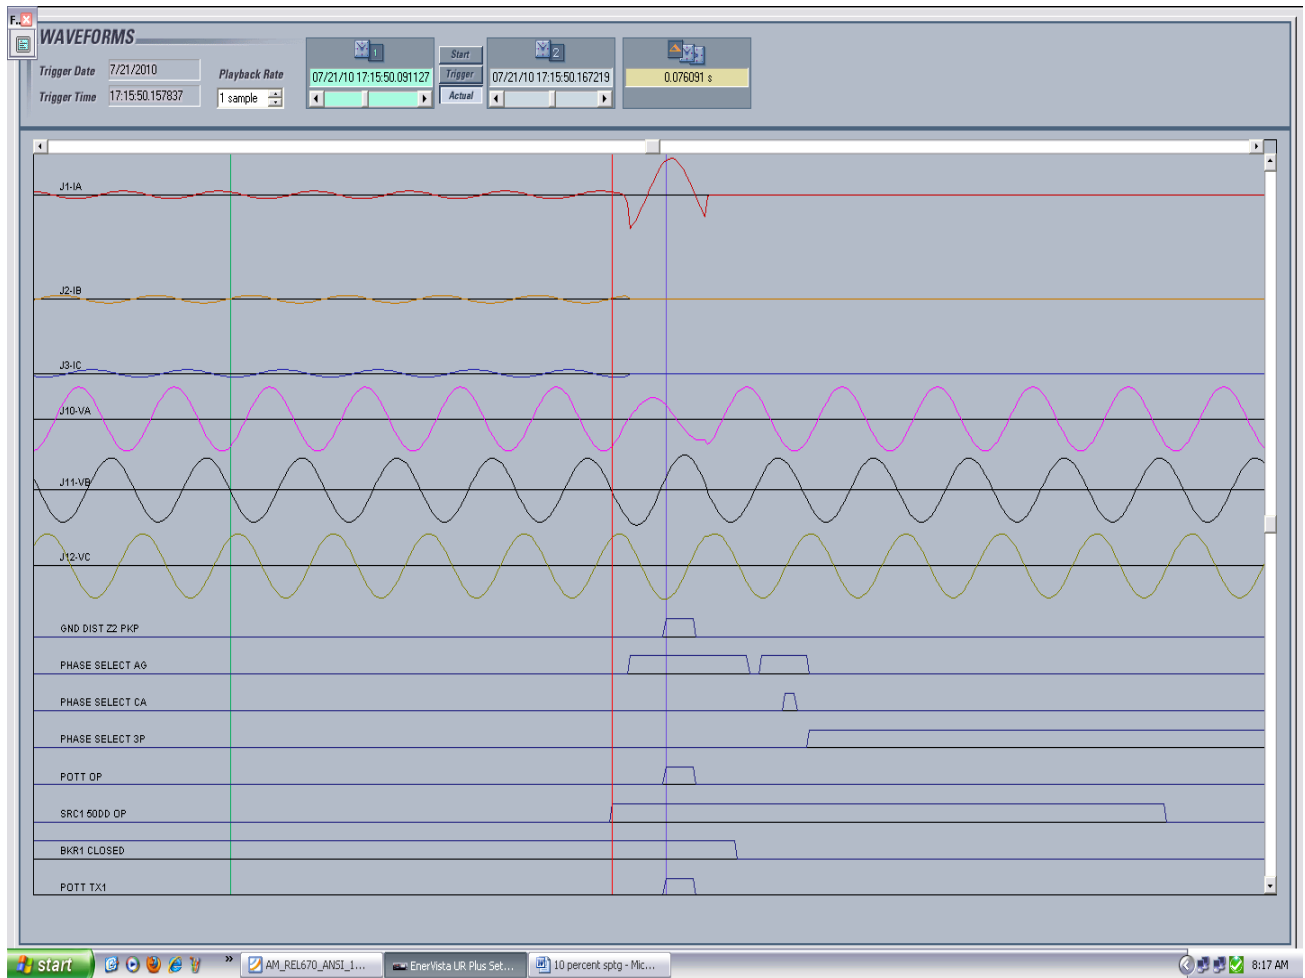 F..
WAVEFORMS
Trigger Date 7/21/2010
Trigger Time 17:15:50.157837
Playback Rate
1 sample
1
07/21/10 17:15:50.091127
Start
Trigger
Actual
2
07/21/10 17:15:50.167219
0.076091 s
J1-IA
J2-IB
J3-IC
J10-VA
J11-VB
J12-VC
GND DIST Z2 PKP
PHASE SELECT AG
PHASE SELECT CA
PHASE SELECT 3P
POTT OP
SRC1 50DD OP
BKR1 CLOSED
POTT TX1
start
AM_REL670_ANSI_1...
EnerVista UR Plus Set...
10 percent sptg - Mic...
8:17 AM